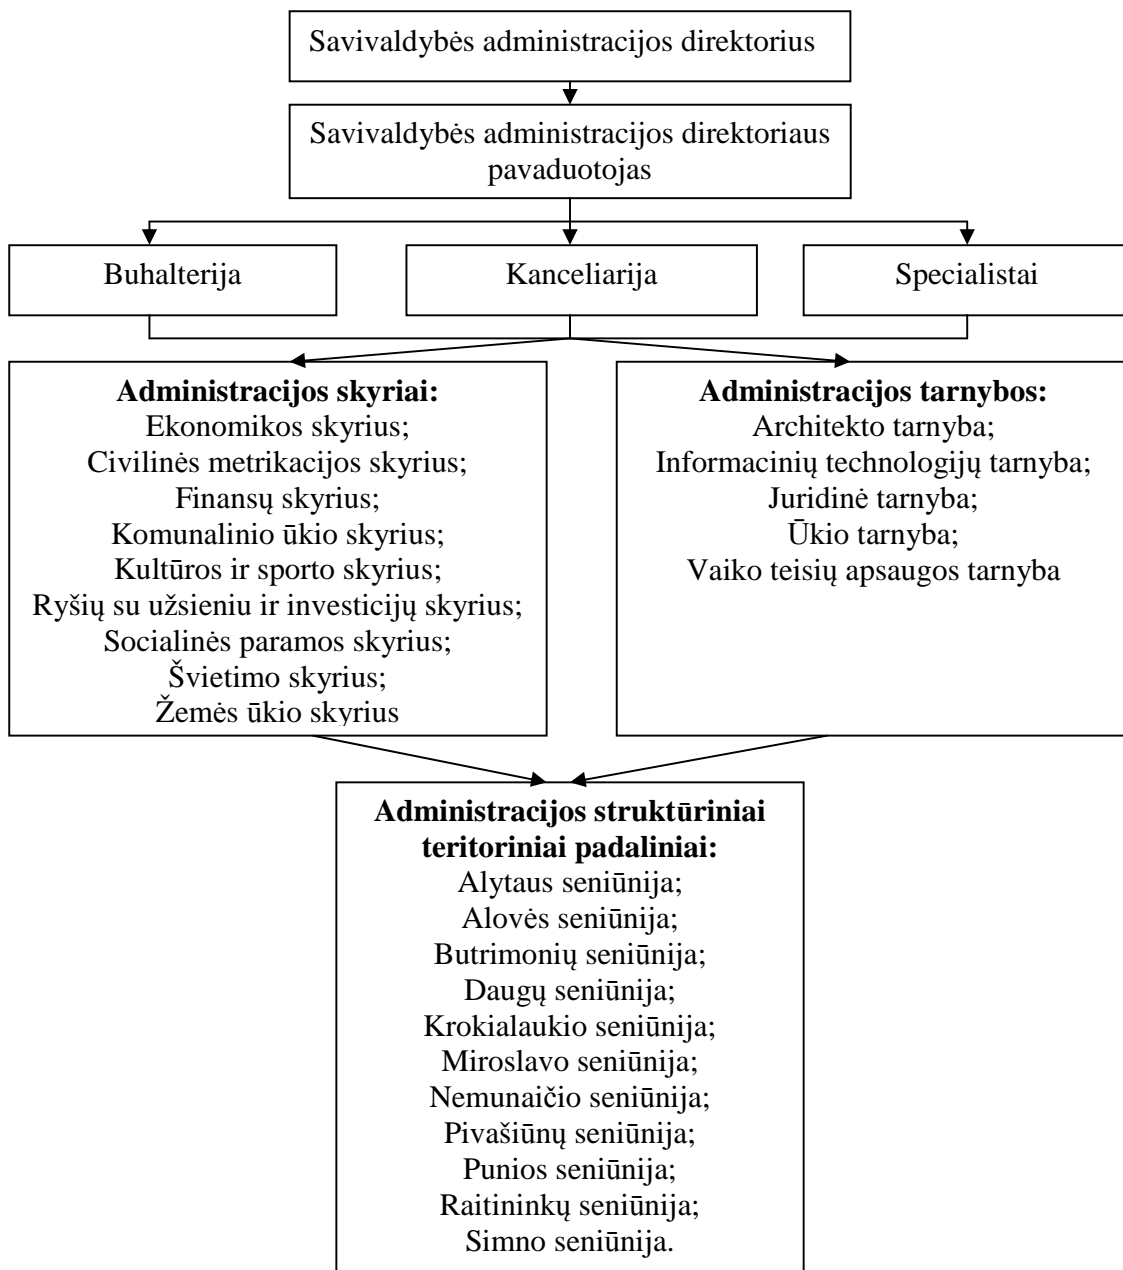 Savivaldybės administracijos direktorius
Savivaldybės administracijos direktoriaus
pavaduotojas
Buhalterija
Kanceliarija
Specialistai
Administracijos skyriai:
Ekonomikos skyrius;
Civilinės metrikacijos skyrius;
Finansų skyrius;
Komunalinio ūkio skyrius;
Kultūros ir sporto skyrius;
Ryšių su užsieniu ir investicijų skyrius;
Socialinės paramos skyrius;
Švietimo skyrius;
Žemės ūkio skyrius
Administracijos tarnybos:
Architekto tarnyba;
Informacinių technologijų tarnyba;
Juridinė tarnyba;
Ūkio tarnyba;
Vaiko teisių apsaugos tarnyba
Administracijos struktūriniai
teritoriniai padaliniai:
Alytaus seniūnija;
Alovės seniūnija;
Butrimonių seniūnija;
Daugų seniūnija;
Krokialaukio seniūnija;
Miroslavo seniūnija;
Nemunaičio seniūnija;
Pivašiūnų seniūnija;
Punios seniūnija;
Raitininkų seniūnija;
Simno seniūnija.